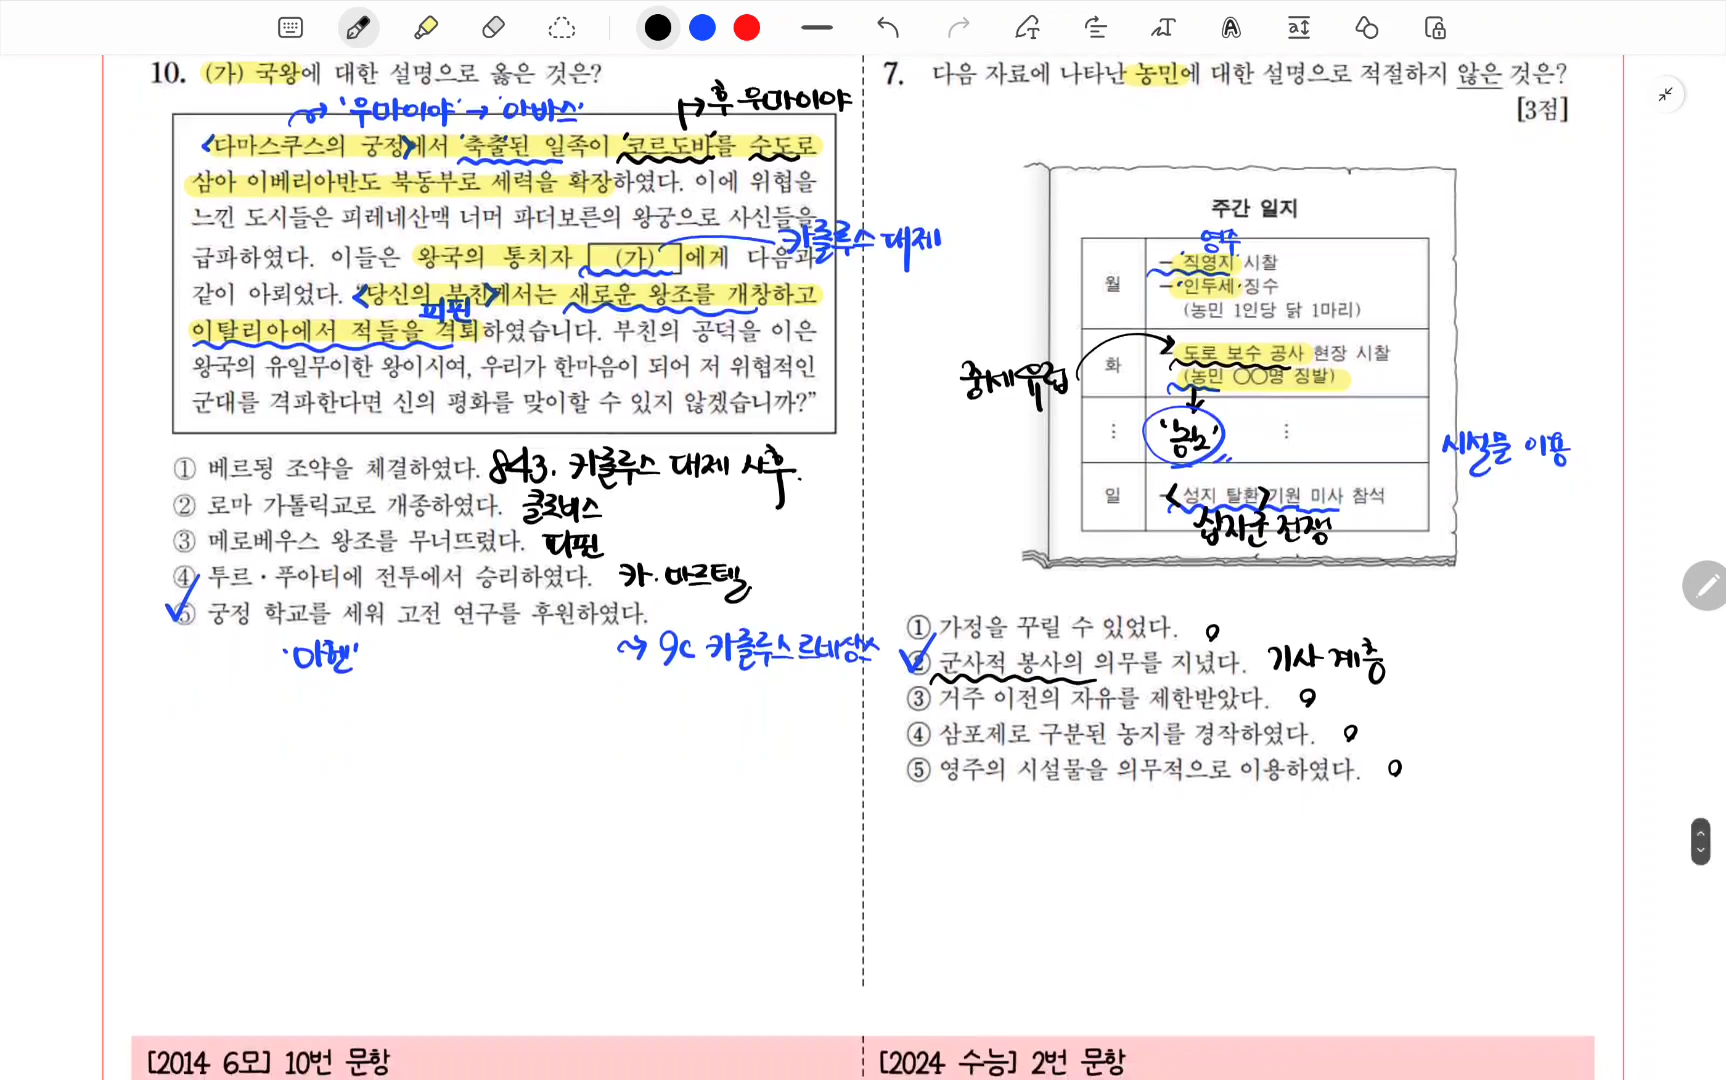 10. (가) 국왕에 대한 설명으로 옳은 것은?
'우마이야' → '아바스'
→ 후 우마이야
<다마스쿠스의 궁정>에서 '축출'된 일족이 '코르도바'를 수도로
삼아 이베리아반도 북동부로 세력을 확장하였다. 이에 위협을
느낀 도시들은 피레네산맥 너머 파더보른의 왕궁으로 사신들을
급파하였다. 이들은 왕국의 통치자 (가) 에게 다음과
카롤루스 대제
같이 아뢰었다. "<당신의 부친>께서는 새로운 왕조를 개창하고
피핀
이탈리아에서 적들을 격퇴하였습니다. 부친의 공덕을 이은
왕국의 유일무이한 왕이시여, 우리가 한마음이 되어 저 위협적인
군대를 격파한다면 신의 평화를 맞이할 수 있지 않겠습니까?"
① 베르됭 조약을 체결하였다. 843. 카롤루스 대제 사후.
② 로마 가톨릭교로 개종하였다. 클로비스
③ 메로베우스 왕조를 무너뜨렸다. 피핀
④ 투르·푸아티에 전투에서 승리하였다. 카·마르텔
⑤ 궁정 학교를 세워 고전 연구를 후원하였다.
'아헨'
→ 9C 카롤루스 르네상스
[2014 6모] 10번 문항
7. 다음 자료에 나타난 농민에 대한 설명으로 적절하지 않은 것은?
[3점]
주간 일지
영주
월
- '직영지' 시찰
- '인두세' 징수
(농민 1인당 닭 1마리)
중세 유럽
화
- 도로 보수 공사 현장 시찰
(농민 ○○명 징발)
⋮
'농노'
⋮
시설물 이용
일
- <성지 탈환> 기원 미사 참석
십자군 전쟁
① 가정을 꾸릴 수 있었다. o
② 군사적 봉사의 의무를 지녔다. 기사 계층
③ 거주 이전의 자유를 제한받았다. o
④ 삼포제로 구분된 농지를 경작하였다. o
⑤ 영주의 시설물을 의무적으로 이용하였다. o
[2024 수능] 2번 문항